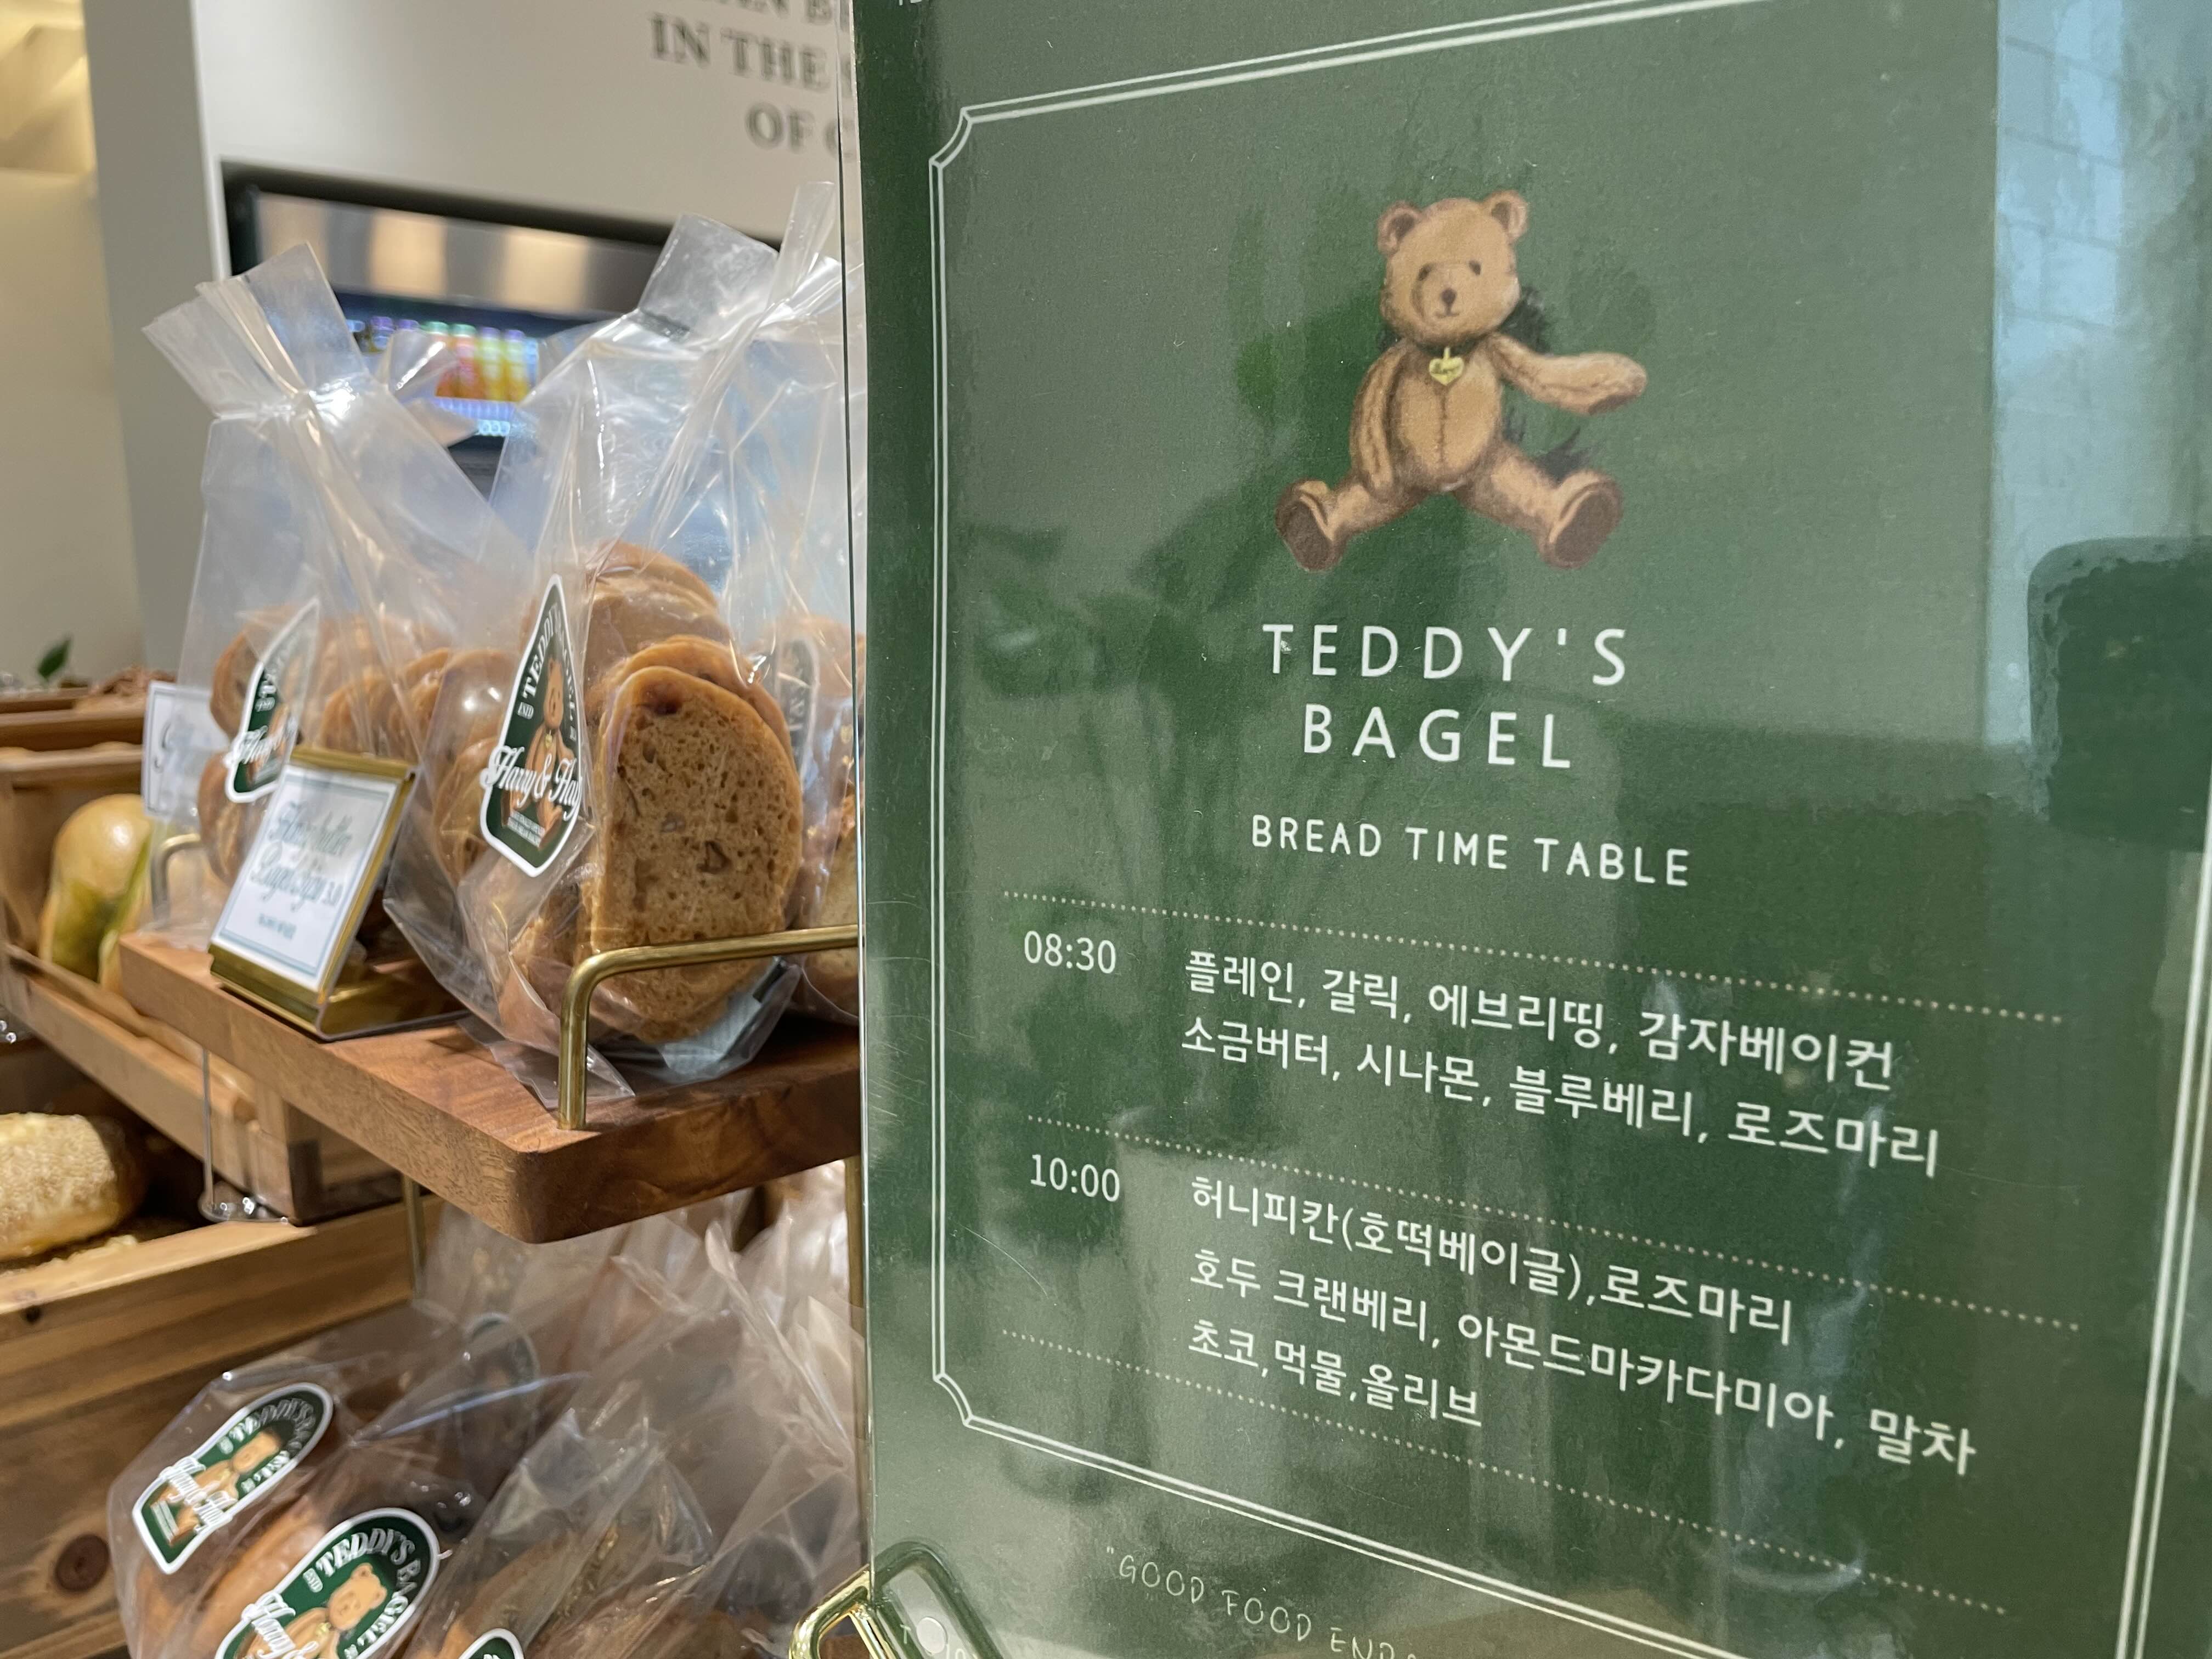 IN THE
OF
TEDDY'S
BAGEL
BREAD TIME TABLE
08:30
플레인, 갈릭, 에브리띵, 감자베이컨
소금버터, 시나몬, 블루베리, 로즈마리
10:00
허니피칸(호떡베이글),로즈마리
호두 크랜베리, 아몬드마카다미아, 말차
초코,먹물,올리브
"GOOD FOOD
TEDDY'S
Harry &
TEDDY'S